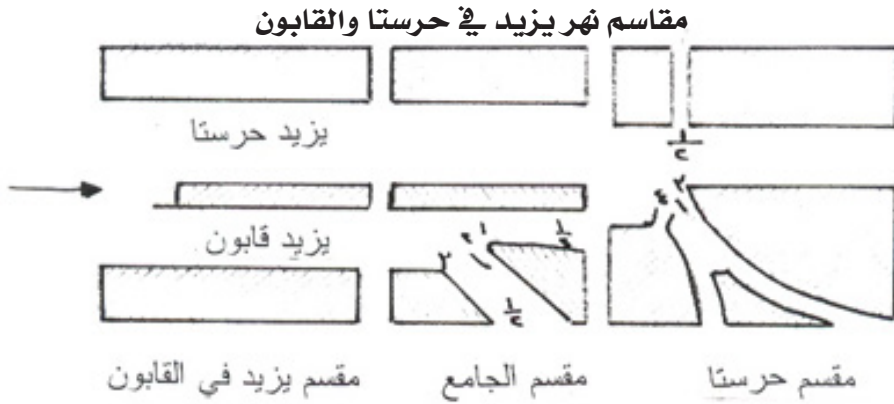 مقاسم نهر يزيد في حرستا والقابون
يزيد حرستا
يزيد قابون
مقسم حرستا
مقسم الجامع
مقسم يزيد في القابون